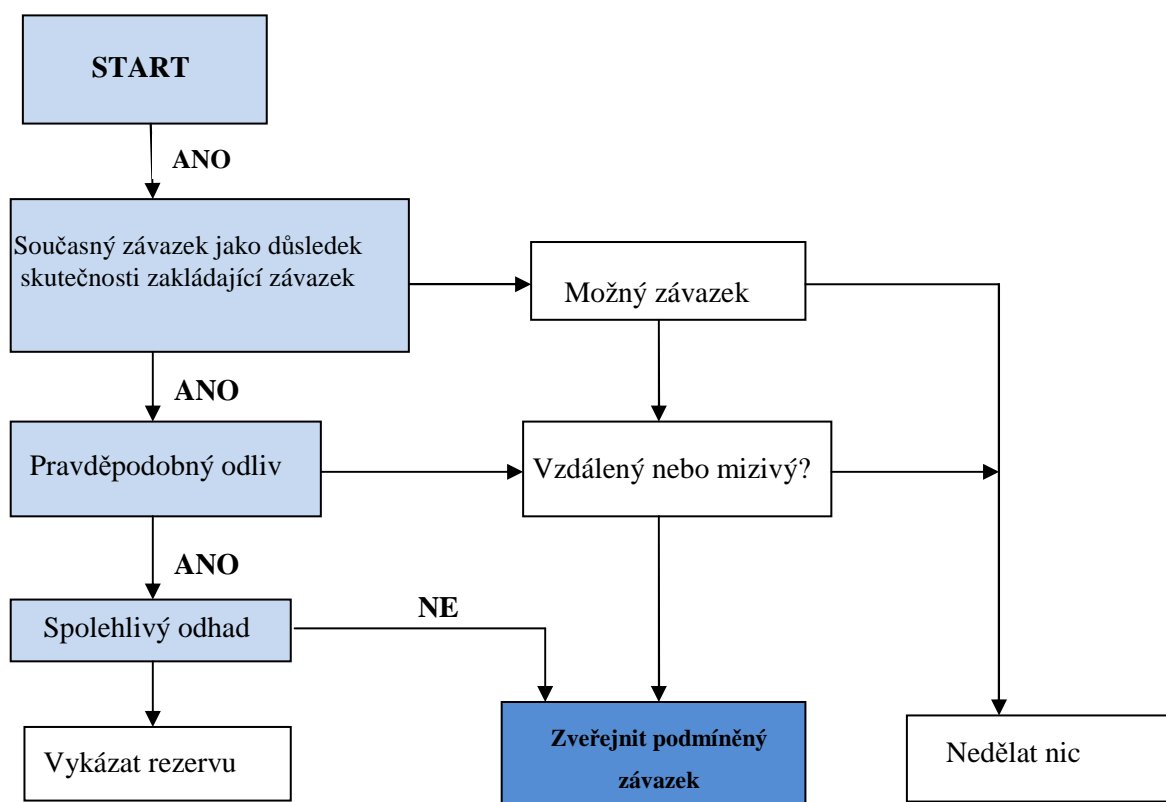 START
ANO
Současný závazek jako důsledek
skutečnosti zakládající závazek
Možný závazek
ANO
Pravděpodobný odliv
Vzdálený nebo mizivý?
ANO
NE
Spolehlivý odhad
Vykázat rezervu
Zveřejnit podmíněný
závazek
Nedělat nic